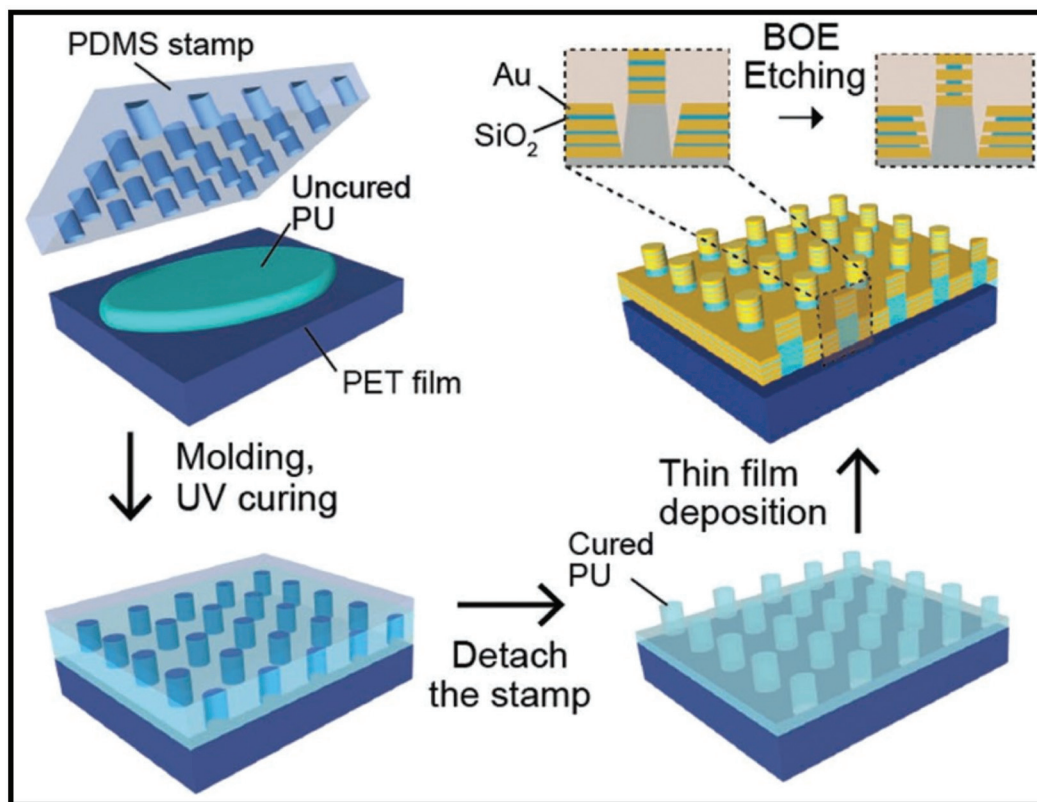 PDMS stamp
Uncured
PU
PET film
Molding,
UV curing
Detach
the stamp
Cured
PU
Thin film
deposition
Au
SiO₂
BOE
Etching